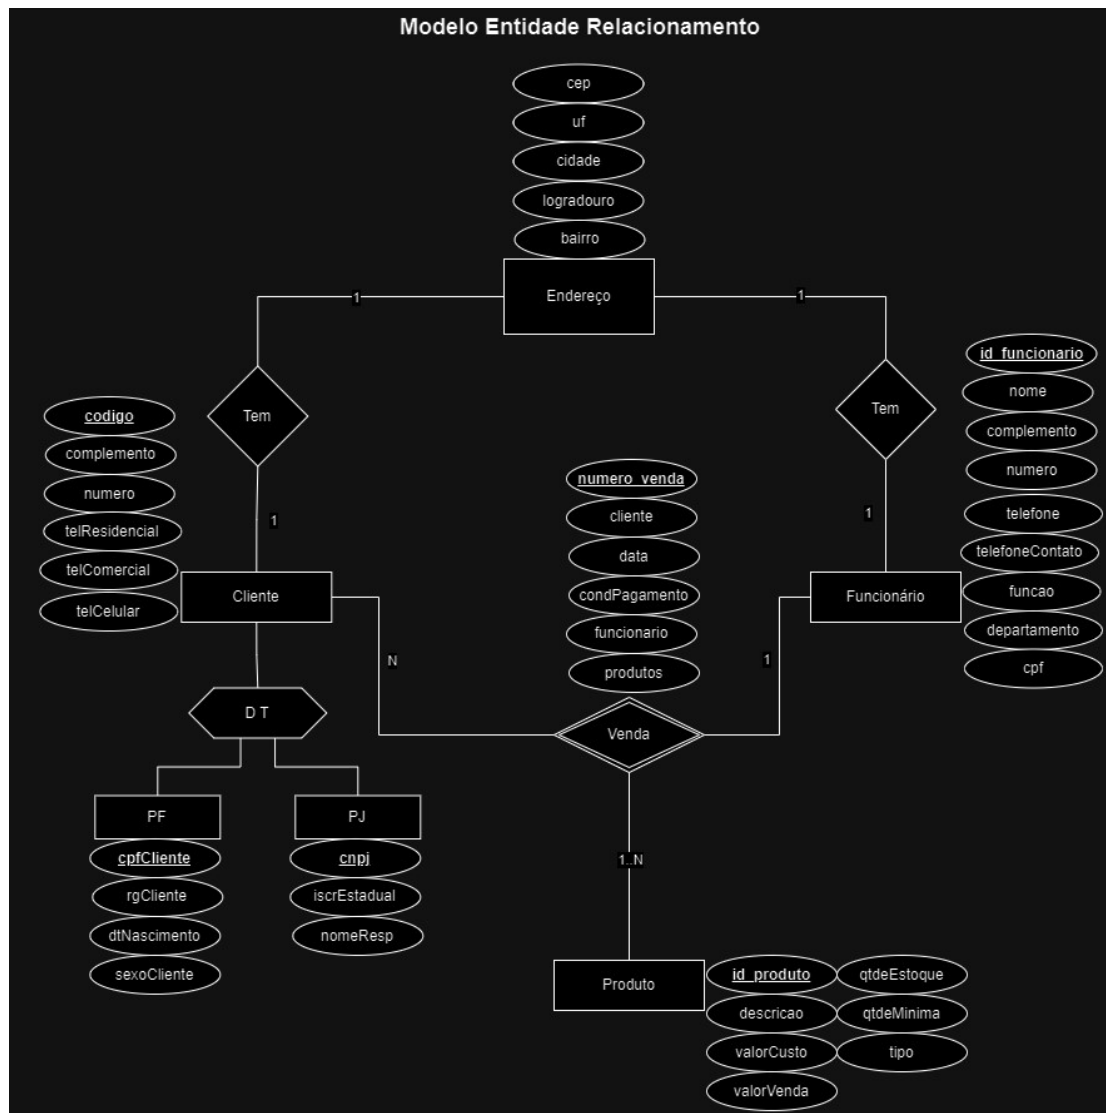 Modelo Entidade Relacionamento
cep
uf
cidade
logradouro
bairro
Endereço
1
1
Tem
Tem
codigo
complemento
numero
telResidencial
telComercial
telCelular
1
Cliente
numero_venda
cliente
data
condPagamento
funcionario
produtos
1
Funcionário
id_funcionario
nome
complemento
numero
telefone
telefoneContato
funcao
departamento
cpf
N
1
Venda
D T
PF
cpfCliente
rgCliente
dtNascimento
sexoCliente
PJ
cnpj
iscrEstadual
nomeResp
1..N
Produto
id_produto
descricao
valorCusto
valorVenda
qtdeEstoque
qtdeMinima
tipo